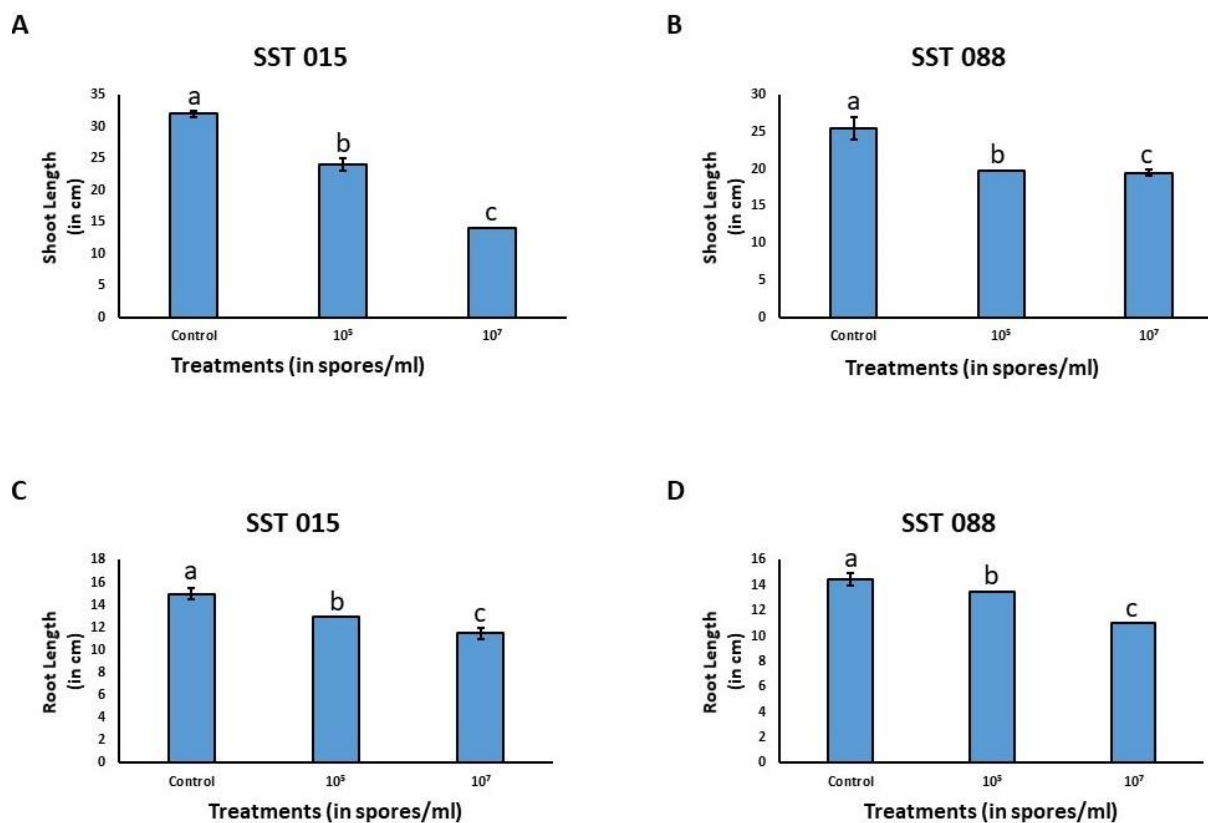 A
SST 015
35
30
25
20
15
10
5
0
Shoot Length
(in cm)
a
b
c
Control
10⁵
10⁷
Treatments (in spores/ml)
B
SST 088
30
25
20
15
10
5
0
Shoot Length
(in cm)
a
b
c
Control
10⁵
10⁷
Treatments (in spores/ml)
C
SST 015
18
16
14
12
10
8
6
4
2
0
Root Length
(in cm)
a
b
c
Control
10⁵
10⁷
Treatments (in spores/ml)
D
SST 088
16
14
12
10
8
6
4
2
0
Root Length
(in cm)
a
b
c
Control
10⁵
10⁷
Treatments (in spores/ml)